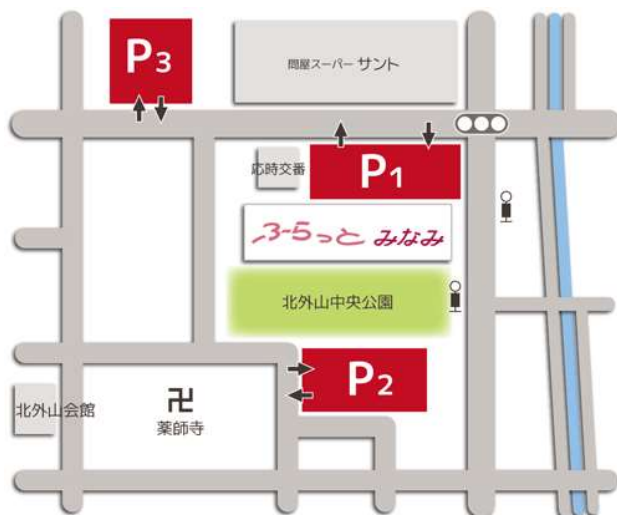 P3
問屋スーパー サント
応時交番
P1
ふらっと みなみ
北外山中央公園
P2
北外山会館
卍
薬師寺